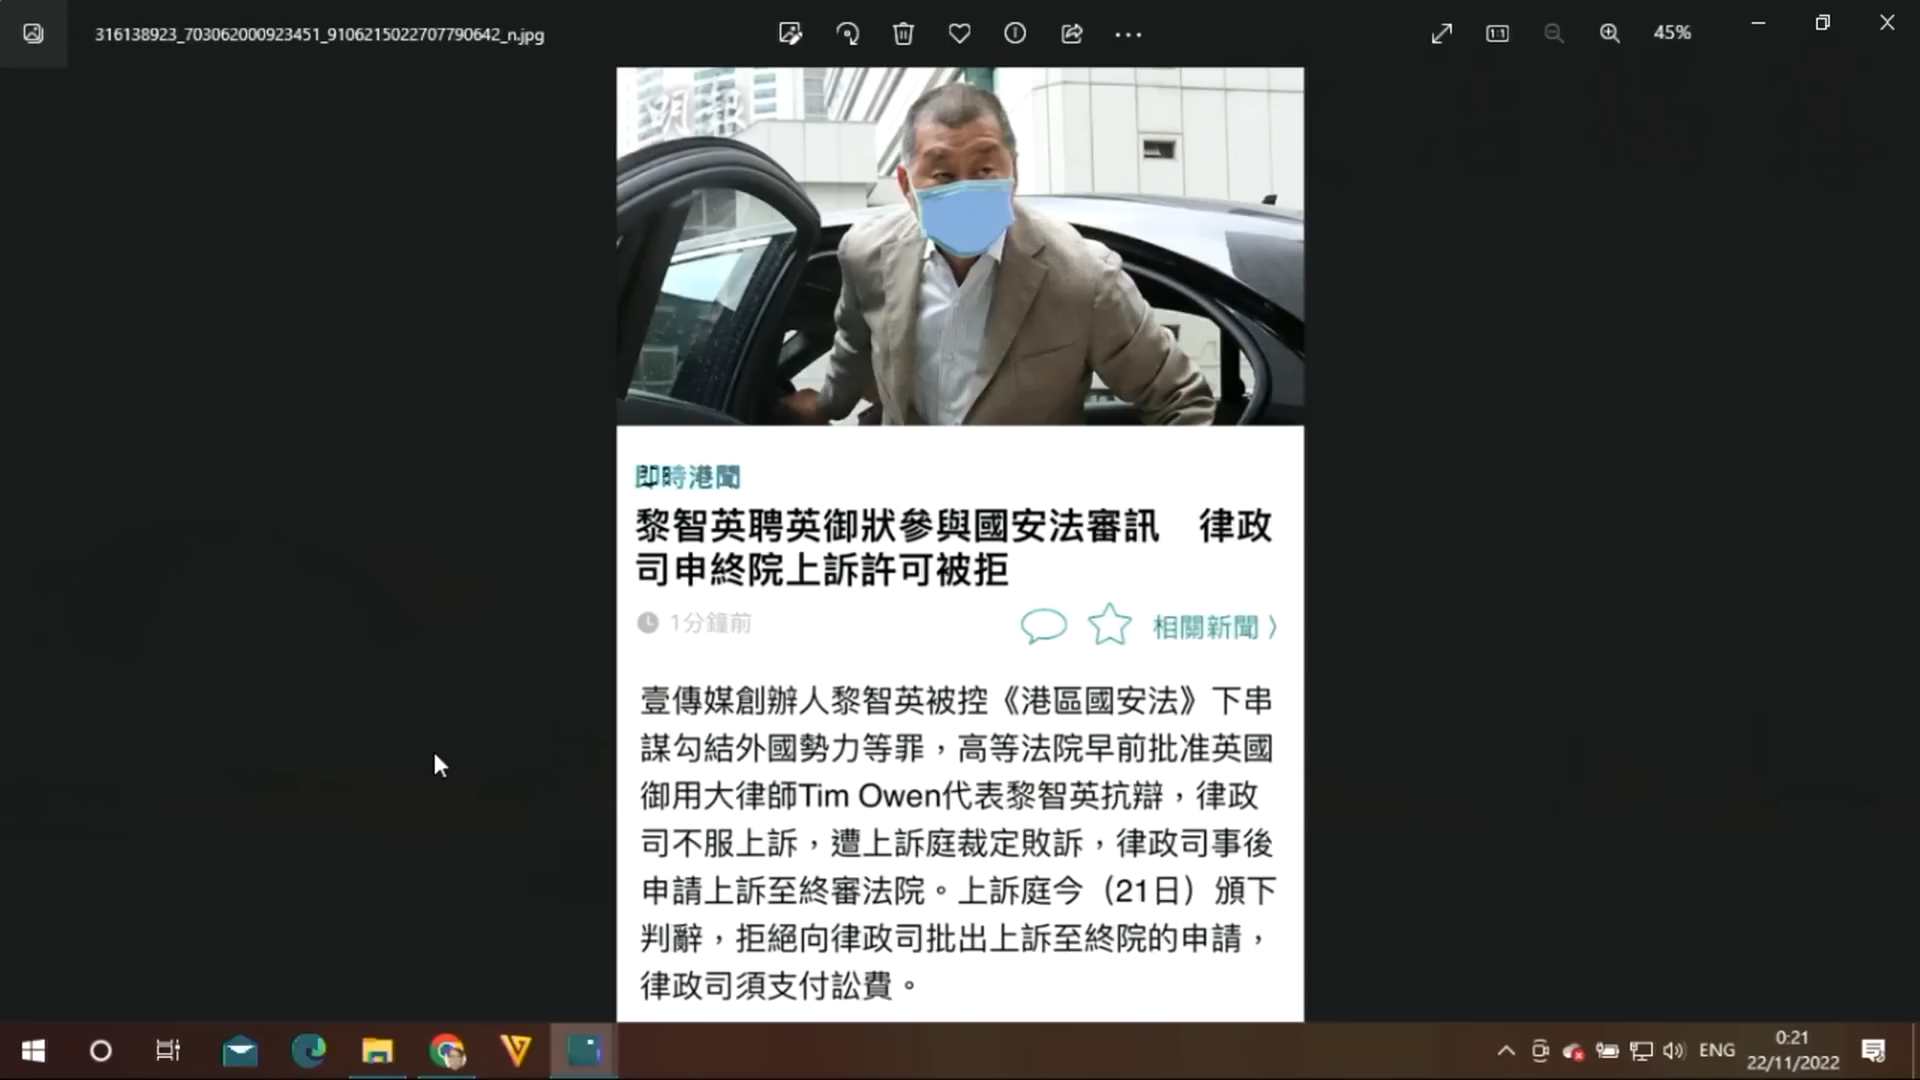 316138923_703062000923451_9106215022707790642_n.jpg
45%
明報
即時港聞
黎智英聘英御狀參與國安法審訊　律政
司申終院上訴許可被拒
1分鐘前
相關新聞 〉
壹傳媒創辦人黎智英被控《港區國安法》下串
謀勾結外國勢力等罪，高等法院早前批准英國
御用大律師Tim Owen代表黎智英抗辯，律政
司不服上訴，遭上訴庭裁定敗訴，律政司事後
申請上訴至終審法院。上訴庭今（21日）頒下
判辭，拒絕向律政司批出上訴至終院的申請，
律政司須支付訟費。
ENG
0:21
22/11/2022